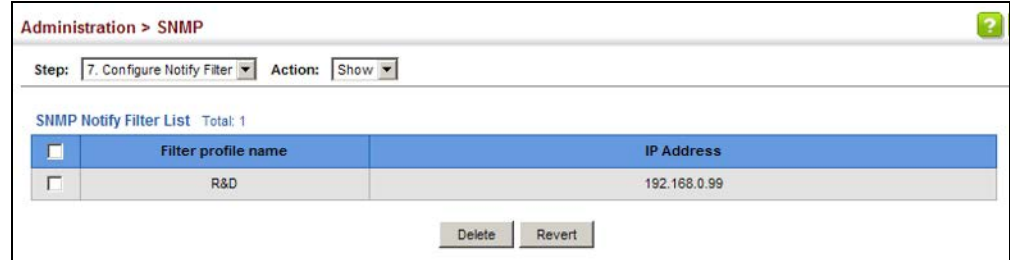 Administration > SNMP
?
Step: 7. Configure Notify Filter Action: Show
SNMP Notify Filter List Total: 1
Filter profile name IP Address
R&D 192.168.0.99
Delete Revert